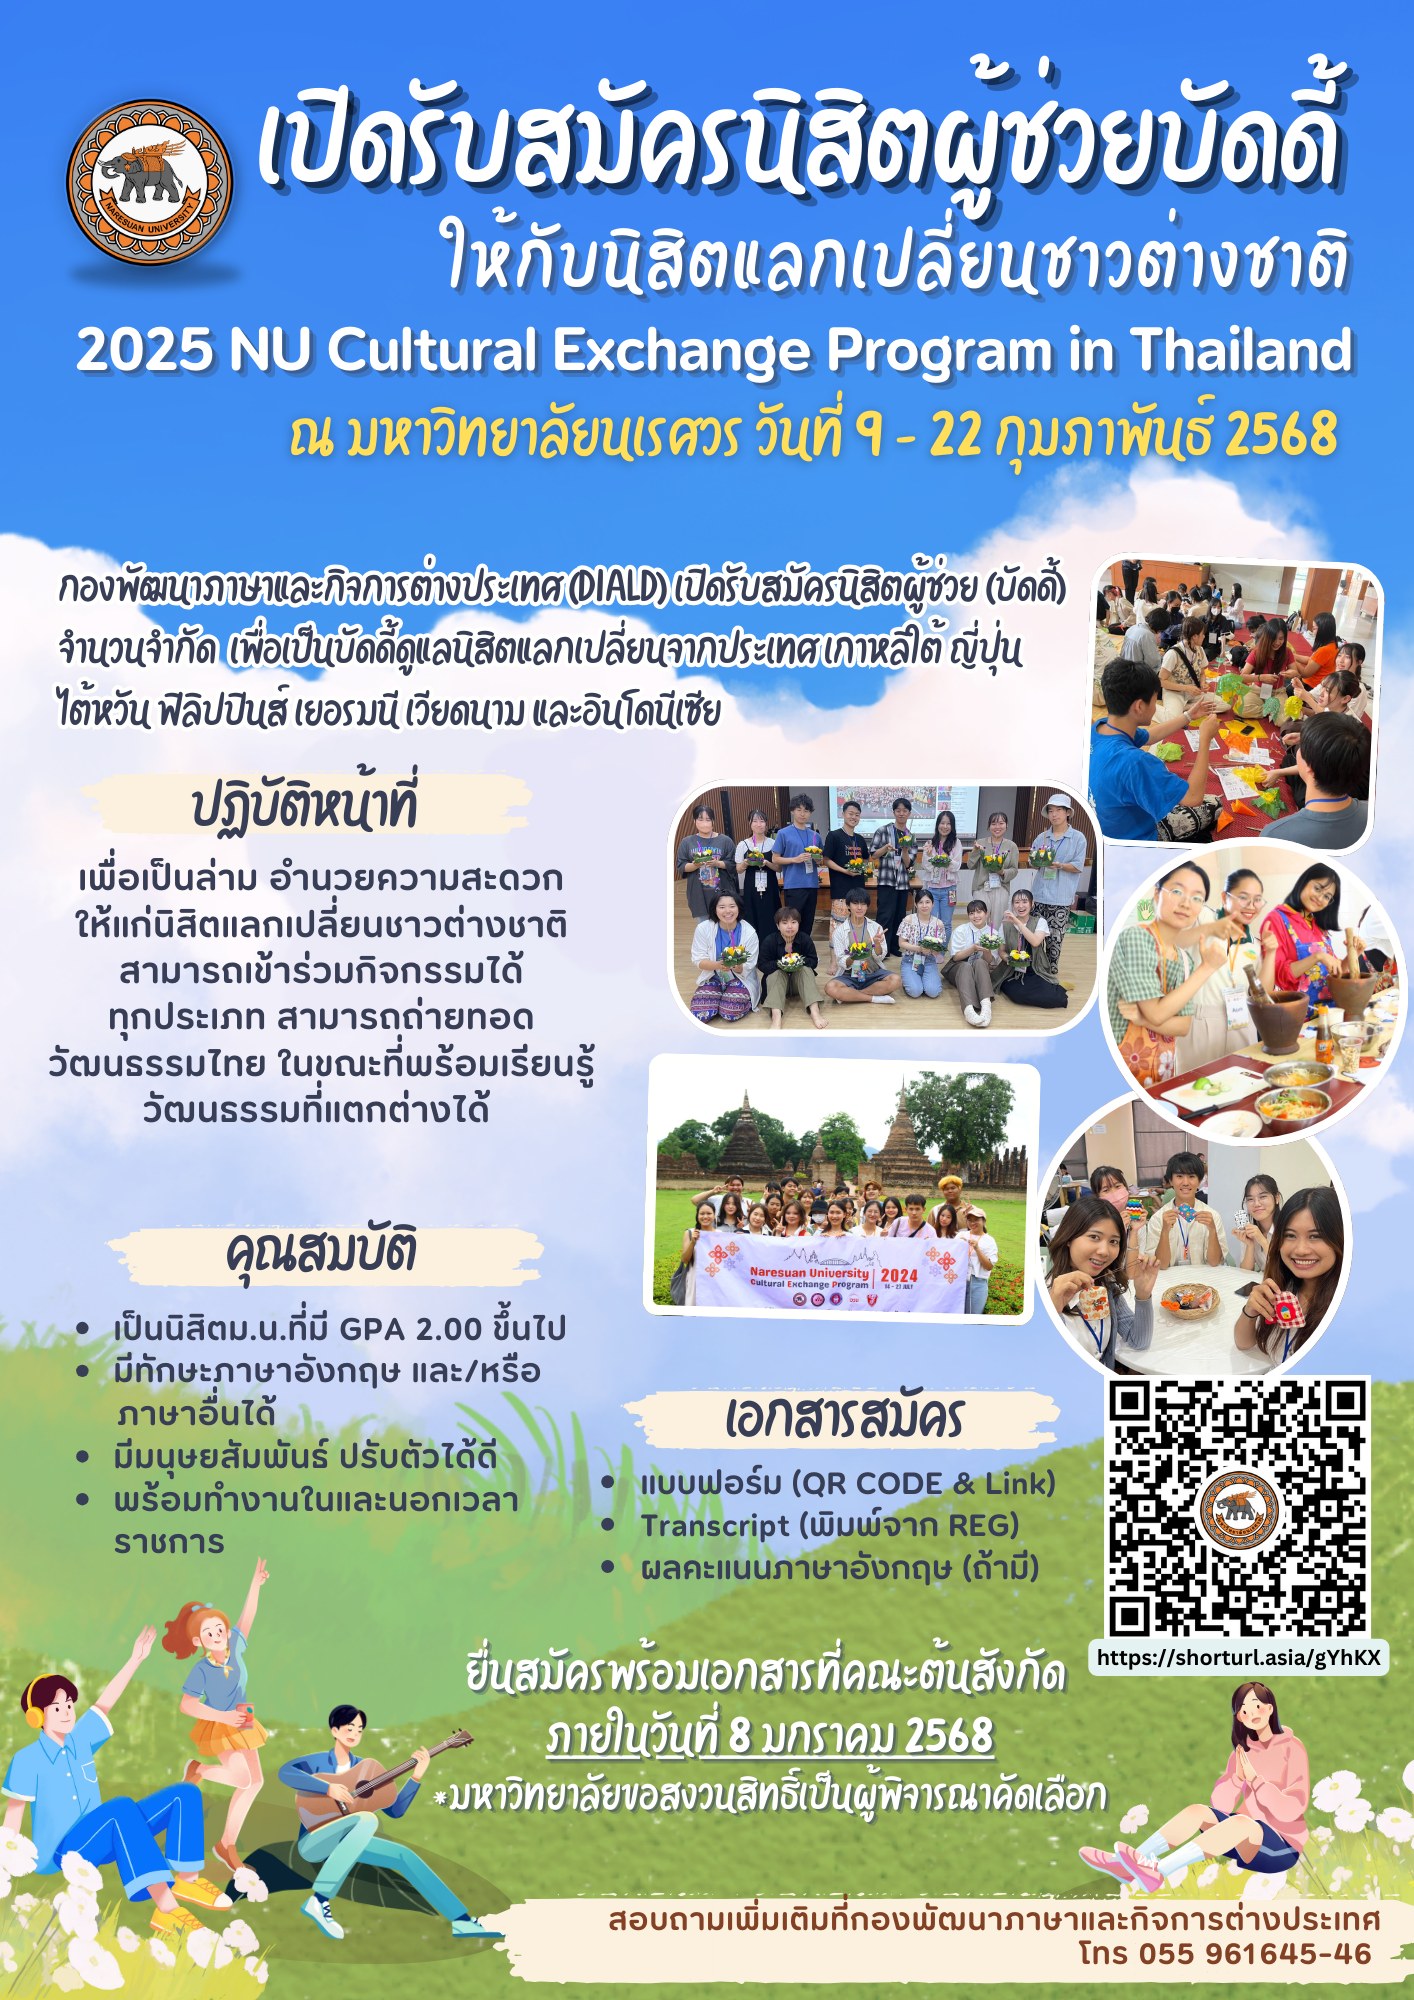 NARESUAN UNIVERSITY
เปิดรับสมัครนิสิตผู้ช่วยบัดดี้
ให้กับนิสิตแลกเปลี่ยนชาวต่างชาติ
2025 NU Cultural Exchange Program in Thailand
ณ มหาวิทยาลัยนเรศวร วันที่ 9 - 22 กุมภาพันธ์ 2568
กองพัฒนาภาษาและกิจการต่างประเทศ (DIALD) เปิดรับสมัครนิสิตผู้ช่วย (บัดดี้)
จำนวนจำกัด เพื่อเป็นบัดดี้ดูแลนิสิตแลกเปลี่ยนจากประเทศเกาหลีใต้ ญี่ปุ่น
ไต้หวัน ฟิลิปปินส์ เยอรมนี เวียดนาม และอินโดนีเซีย
ปฏิบัติหน้าที่
เพื่อเป็นล่าม อำนวยความสะดวก
ให้แก่นิสิตแลกเปลี่ยนชาวต่างชาติ
สามารถเข้าร่วมกิจกรรมได้
ทุกประเภท สามารถถ่ายทอด
วัฒนธรรมไทย ในขณะที่พร้อมเรียนรู้
วัฒนธรรมที่แตกต่างได้
Naresuan University
Cultural Exchange Program
2024
คุณสมบัติ
• เป็นนิสิตม.น.ที่มี GPA 2.00 ขึ้นไป
• มีทักษะภาษาอังกฤษ และ/หรือ
ภาษาอื่นได้
• มีมนุษยสัมพันธ์ ปรับตัวได้ดี
• พร้อมทำงานในและนอกเวลา
ราชการ
เอกสารสมัคร
• แบบฟอร์ม (QR CODE & Link)
• Transcript (พิมพ์จาก REG)
• ผลคะแนนภาษาอังกฤษ (ถ้ามี)
https://shorturl.asia/gYhKX
ยื่นสมัครพร้อมเอกสารที่คณะต้นสังกัด
ภายในวันที่ 8 มกราคม 2568
*มหาวิทยาลัยขอสงวนสิทธิ์เป็นผู้พิจารณาคัดเลือก
สอบถามเพิ่มเติมที่กองพัฒนาภาษาและกิจการต่างประเทศ
โทร 055 961645-46